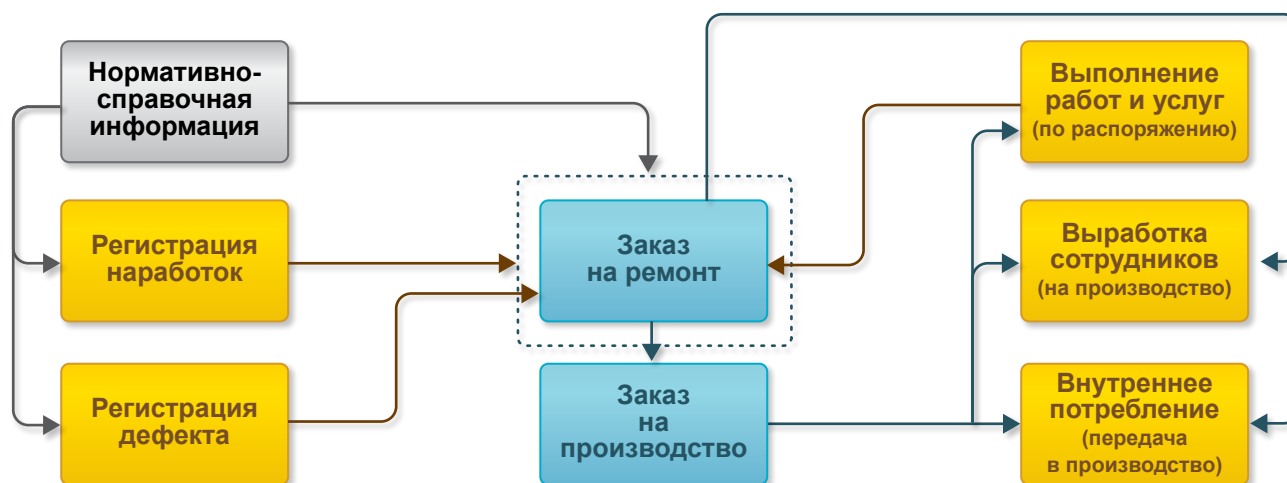 Нормативно-
справочная
информация
Регистрация
наработок
Регистрация
дефекта
Заказ
на ремонт
Заказ
на
производство
Выполнение
работ и услуг
(по распоряжению)
Выработка
сотрудников
(на производство)
Внутреннее
потребление
(передача
в производство)